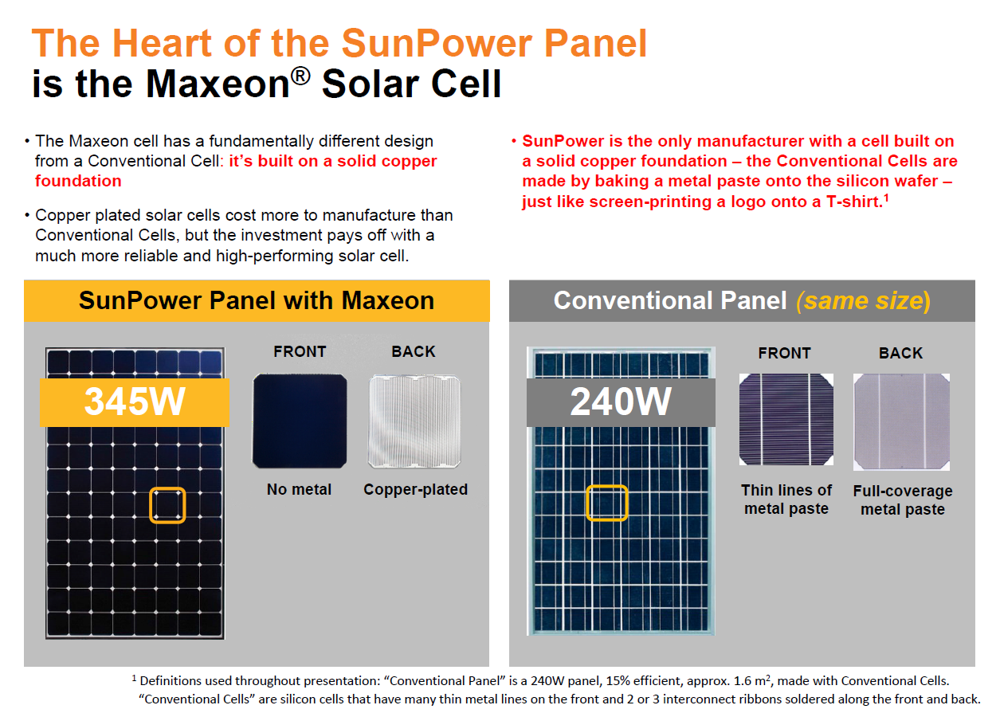 The Heart of the SunPower Panel
is the Maxeon® Solar Cell
• The Maxeon cell has a fundamentally different design
from a Conventional Cell: it’s built on a solid copper
foundation
• Copper plated solar cells cost more to manufacture than
Conventional Cells, but the investment pays off with a
much more reliable and high-performing solar cell.
• SunPower is the only manufacturer with a cell built on
a solid copper foundation – the Conventional Cells are
made by baking a metal paste onto the silicon wafer –
just like screen-printing a logo onto a T-shirt.¹
SunPower Panel with Maxeon
345W
FRONT
No metal
BACK
Copper-plated
Conventional Panel (same size)
240W
FRONT
Thin lines of
metal paste
BACK
Full-coverage
metal paste
¹ Definitions used throughout presentation: “Conventional Panel” is a 240W panel, 15% efficient, approx. 1.6 m², made with Conventional Cells.
“Conventional Cells” are silicon cells that have many thin metal lines on the front and 2 or 3 interconnect ribbons soldered along the front and back.